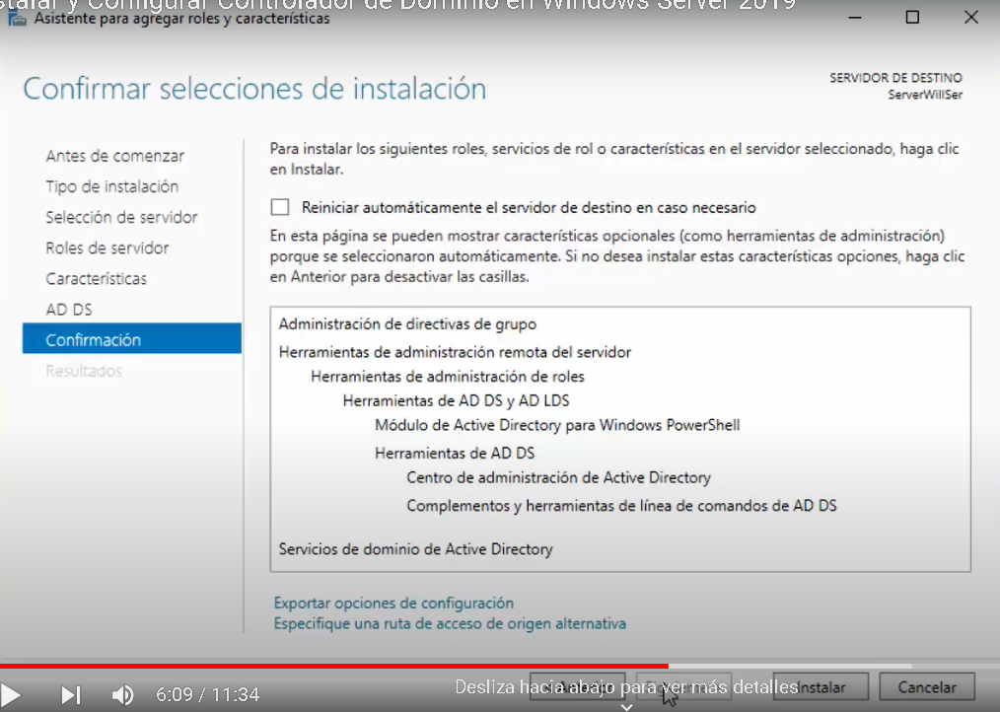 stalar y Configurar Controlador de Dominio en Windows Server 2019
Asistente para agregar roles y características
Confirmar selecciones de instalación
SERVIDOR DE DESTINO
ServerWillSer
Antes de comenzar
Tipo de instalación
Selección de servidor
Roles de servidor
Características
AD DS
Confirmación
Resultados
Para instalar los siguientes roles, servicios de rol o características en el servidor seleccionado, haga clic
en Instalar.
Reiniciar automáticamente el servidor de destino en caso necesario
En esta página se pueden mostrar características opcionales (como herramientas de administración)
porque se seleccionaron automáticamente. Si no desea instalar estas características opciones, haga clic
en Anterior para desactivar las casillas.
Administración de directivas de grupo
Herramientas de administración remota del servidor
Herramientas de administración de roles
Herramientas de AD DS y AD LDS
Módulo de Active Directory para Windows PowerShell
Herramientas de AD DS
Centro de administración de Active Directory
Complementos y herramientas de línea de comandos de AD DS
Servicios de dominio de Active Directory
Exportar opciones de configuración
Especifique una ruta de acceso de origen alternativa
6:09 / 11:34
Desliza hacia abajo para ver más detalles
Instalar
Cancelar